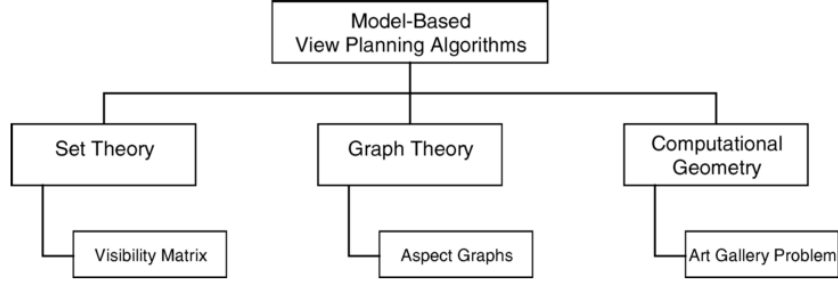 Model-Based
View Planning Algorithms
Set Theory
Graph Theory
Computational
Geometry
Visibility Matrix
Aspect Graphs
Art Gallery Problem